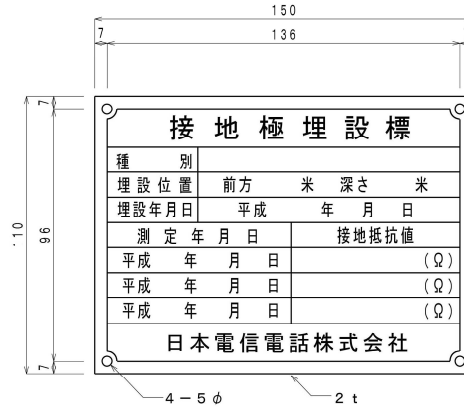 150
7 136
7
接地極埋設標
種 別
埋設位置 前方 米 深さ 米
埋設年月日 平成 年 月 日
110 96
測定年月日 接地抵抗値
平成 年 月 日 (Ω)
平成 年 月 日 (Ω)
平成 年 月 日 (Ω)
日本電信電話株式会社
7
4-5φ 2t